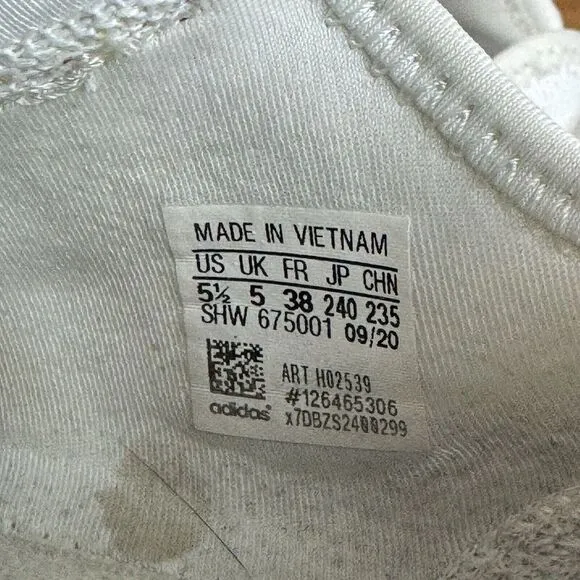 MADE IN VIETNAM
US UK FR JP CHN
5½ 5 38 240 235
SHW 675001 09/20
ART H02539
#126465306
adidas
x7DBZS2400299